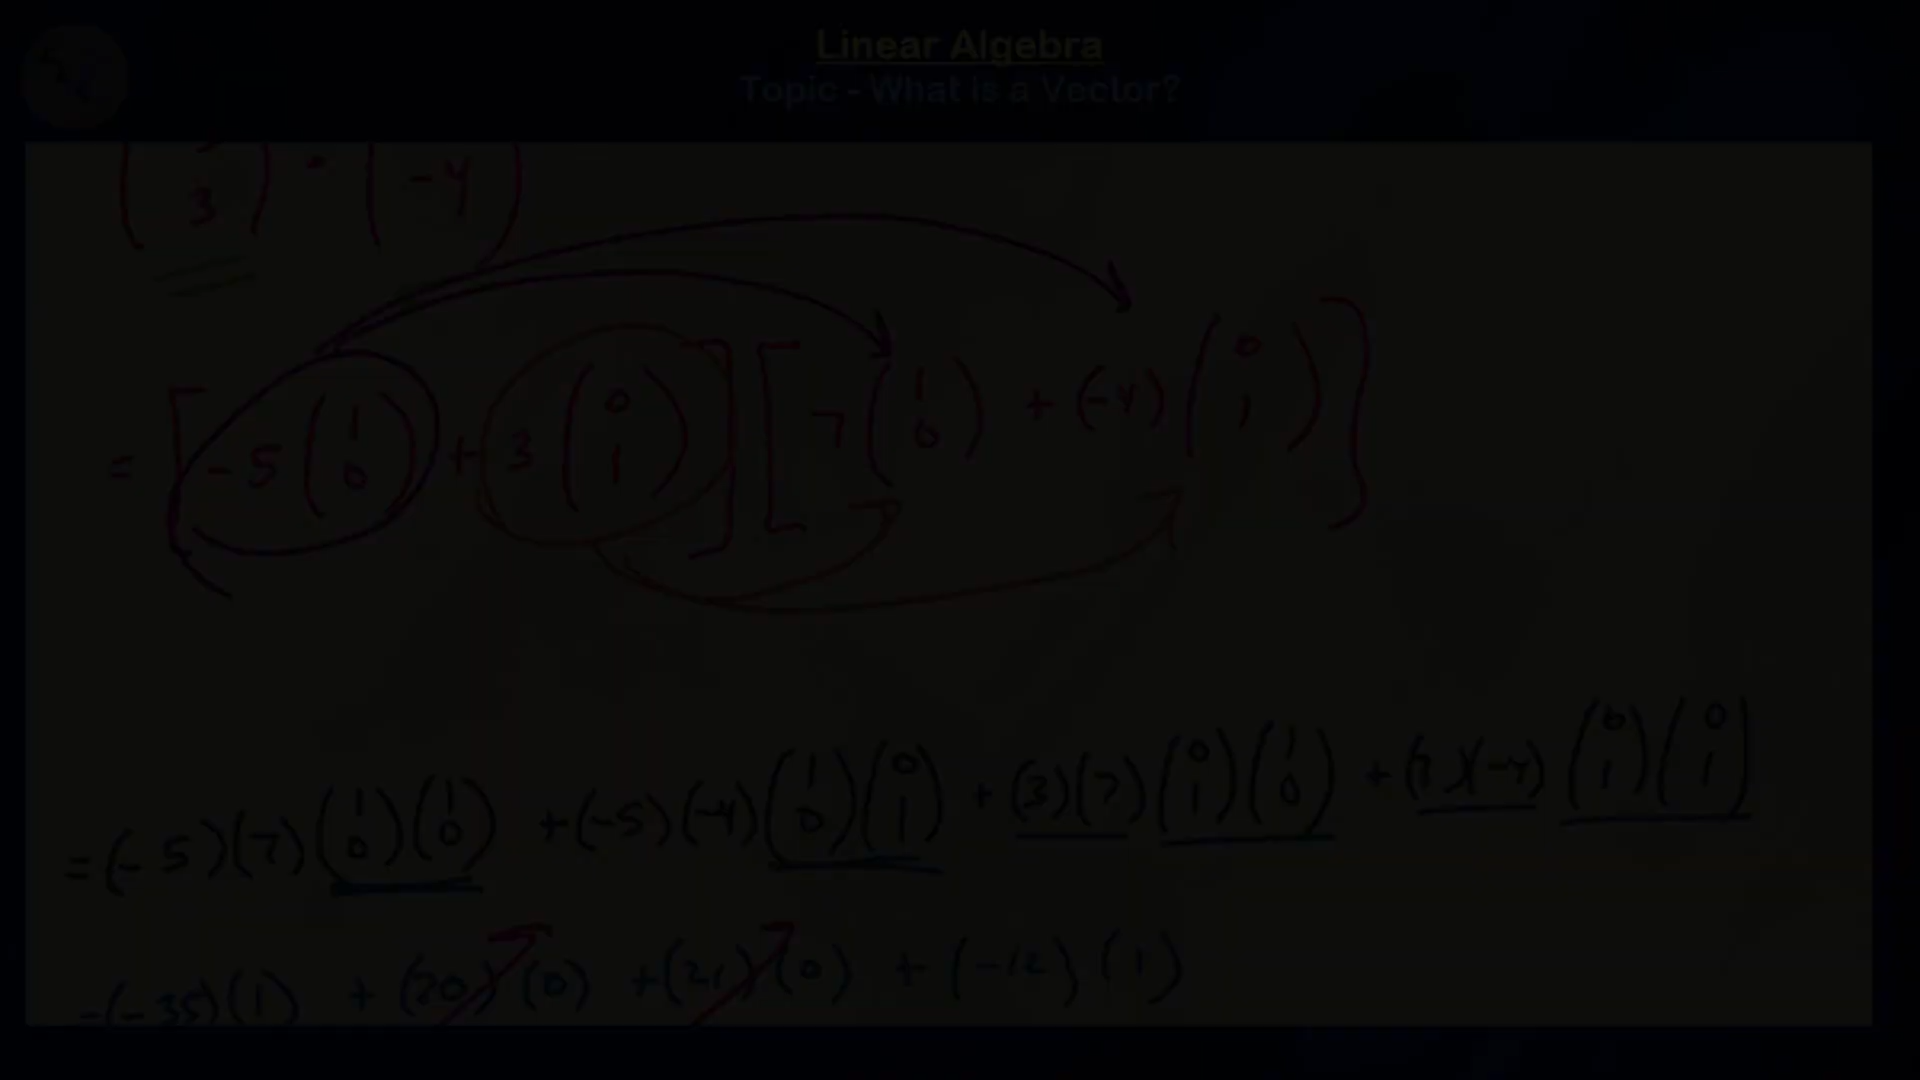 Linear Algebra
Topic - What is a Vector?
( 3 ) · ( -4 )
= [ -5 (1 0) + 3 (0 1) ] [ 7 (1 0) + (-4) (0 1) ]
= (-5)(7) (1 0)(1 0) + (-5)(-4) (1 0)(0 1) + (3)(7) (0 1)(1 0) + ( )(-4) (0 1)(0 1)
(-35)(1) + (20)(0) + (21)(0) + (-12)(1)